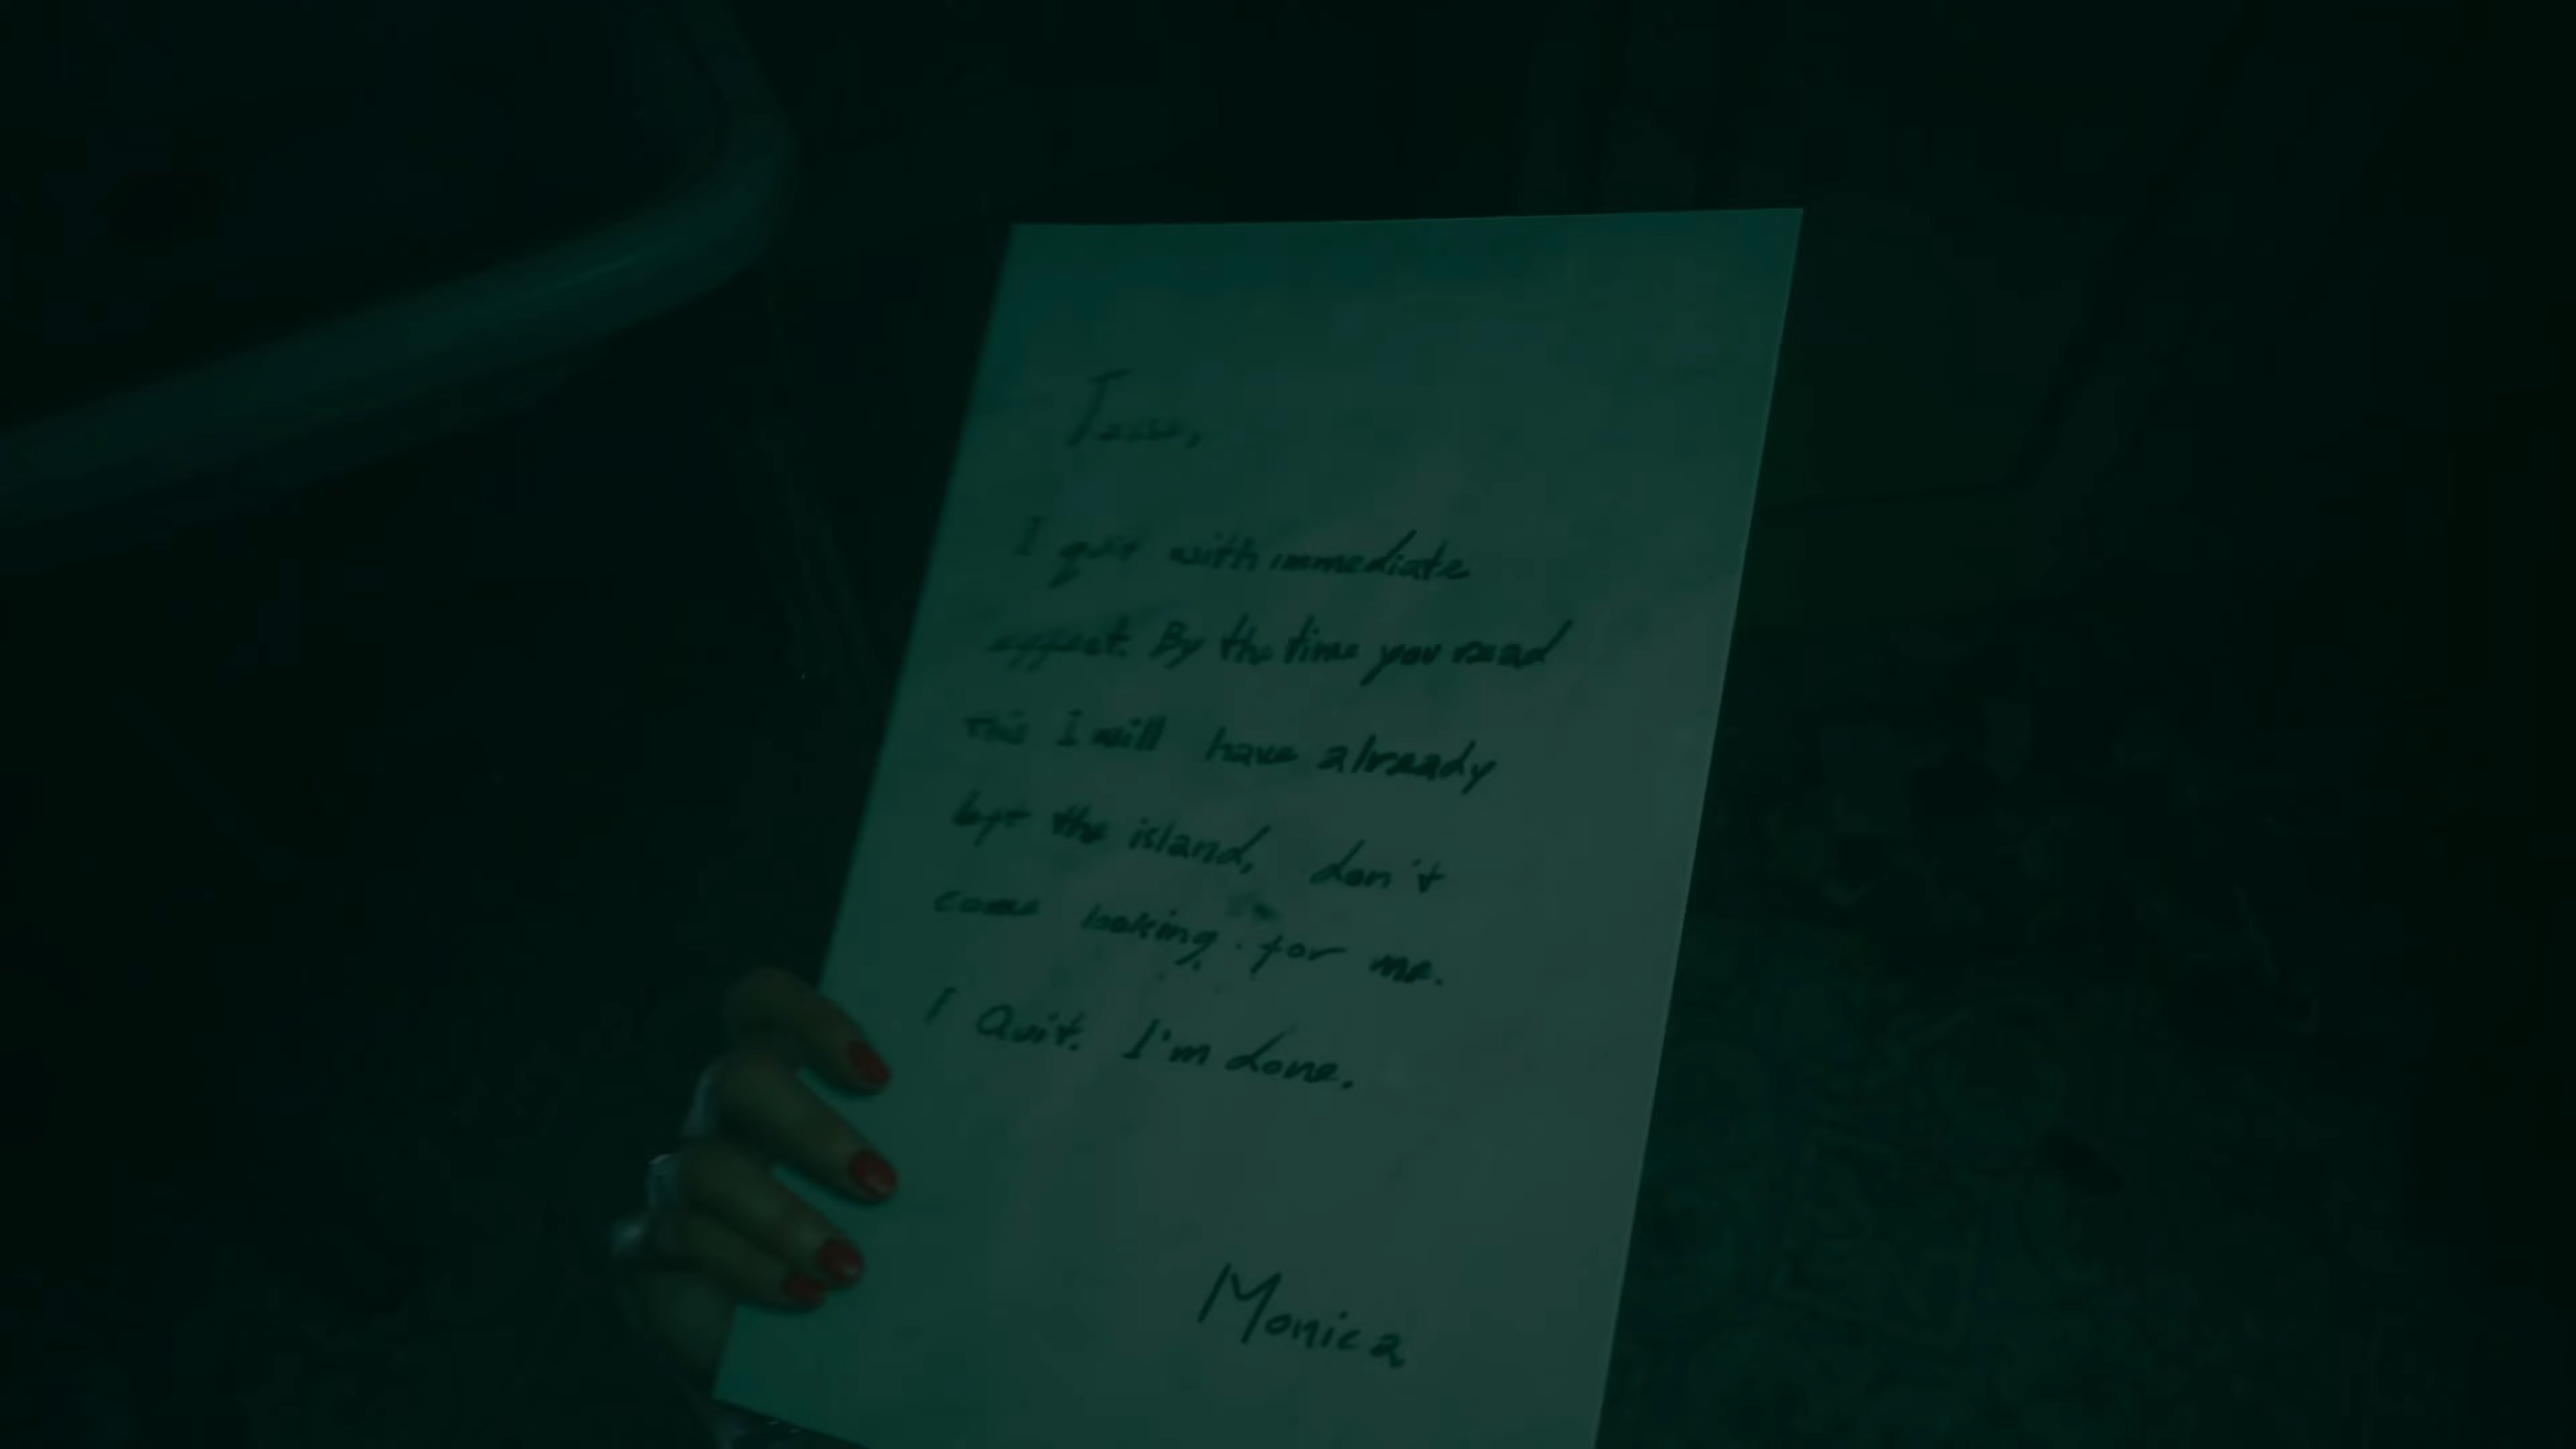 I quit with immediate
effect. By the time you read
this I will have already
left the island, don't
come looking for me.
I Quit. I'm done.
Monica